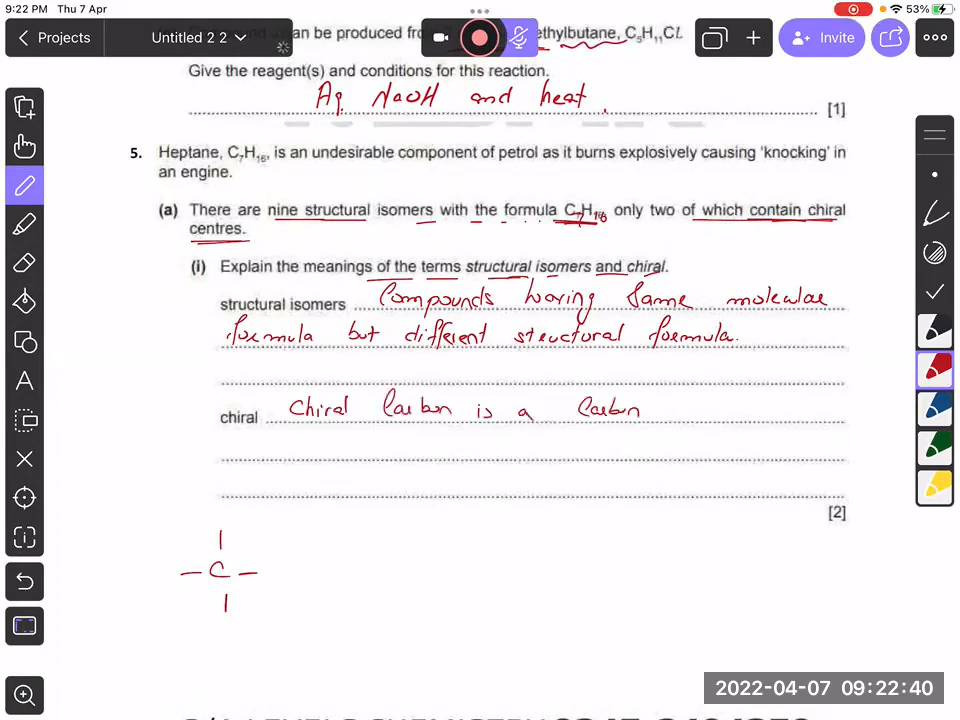 9:22 PM Thu 7 Apr
53%
Projects
Untitled 2 2
Invite
can be produced ethylbutane, C₅H₁₁Cl.
Give the reagent(s) and conditions for this reaction.
Aq NaOH and heat.
[1]
5. Heptane, C₇H₁₆, is an undesirable component of petrol as it burns explosively causing 'knocking' in
an engine.
(a) There are nine structural isomers with the formula C₇H₁₆ only two of which contain chiral
centres.
(i) Explain the meanings of the terms structural isomers and chiral.
structural isomers Compounds having same molecular
formula but different structural formula.
chiral Chiral Carbon is a Carbon
[2]
C
A
2022-04-07 09:22:40